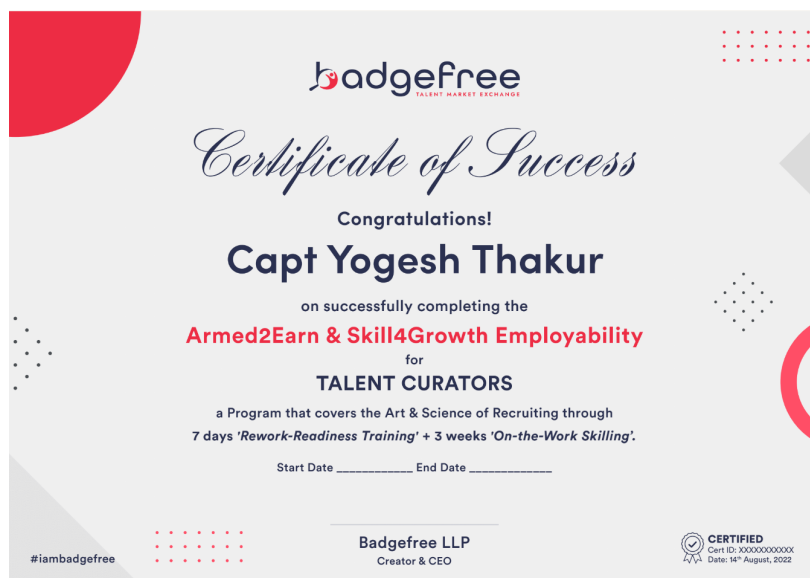 badgefree
TALENT MARKET EXCHANGE
Certificate of Success
Congratulations!
Capt Yogesh Thakur
on successfully completing the
Armed2Earn & Skill4Growth Employability
for
TALENT CURATORS
a Program that covers the Art & Science of Recruiting through
7 days 'Rework-Readiness Training' + 3 weeks 'On-the-Work Skilling'.
Start Date ____________ End Date _____________
Badgefree LLP
Creator & CEO
#iambadgefree
CERTIFIED
Cert ID: XXXXXXXXXXX
Date: 14th August, 2022